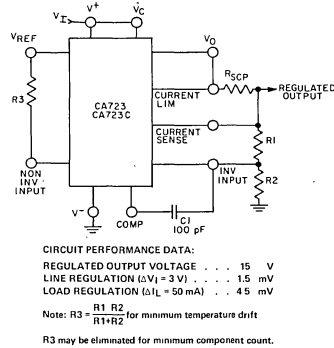 V+
VC
VI
VREF
VO
RSCP
CURRENT LIM
REGULATED OUTPUT
R3
CA723
CA723C
CURRENT SENSE
R1
NON INV INPUT
INV INPUT
R2
V-
COMP
C1
100 pF
CIRCUIT PERFORMANCE DATA:
REGULATED OUTPUT VOLTAGE . . . 15 V
LINE REGULATION (ΔVI = 3 V) . . . . 1.5 mV
LOAD REGULATION (ΔIL = 50 mA) . . 4 5 mV
Note: R3 = R1 R2 / R1+R2 for minimum temperature drift
R3 may be eliminated for minimum component count.